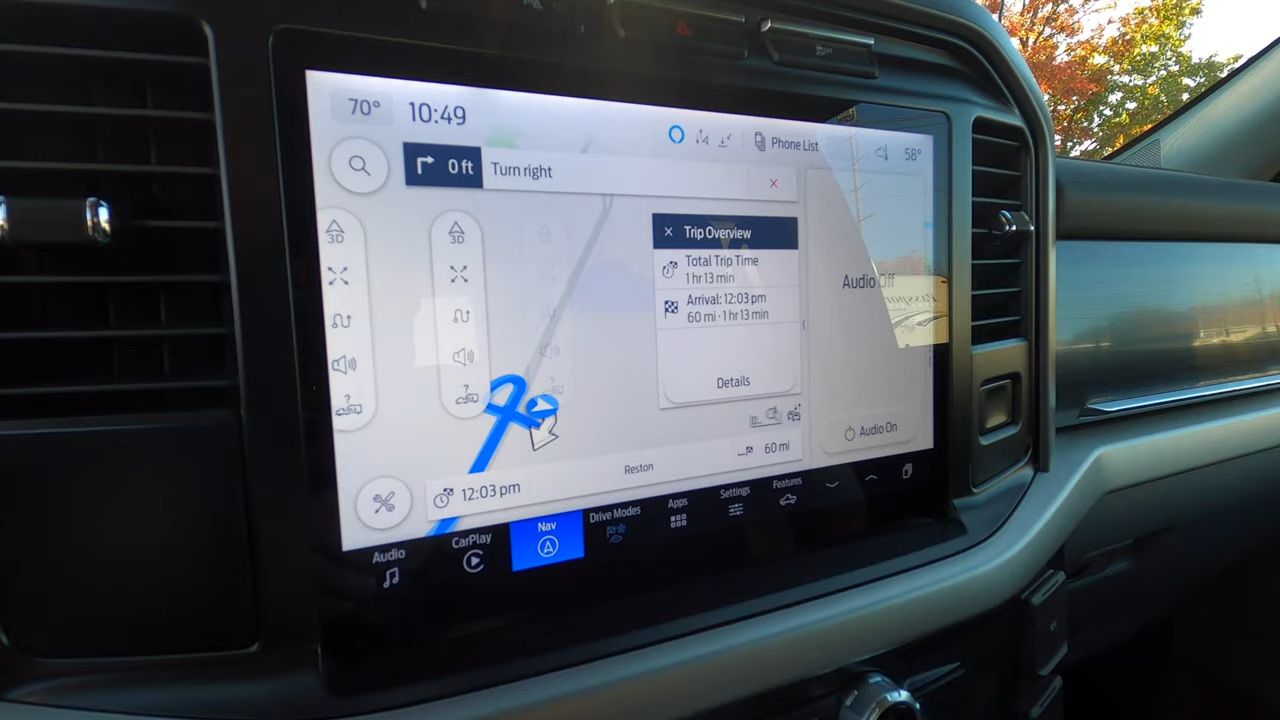 70° 10:49
Phone List
58°
0 ft Turn right
3D
3D
Trip Overview
Total Trip Time
1 hr 13 min
Arrival: 12:03 pm
60 mi · 1 hr 13 min
Details
Audio Off
Audio On
60 mi
Reston
12:03 pm
Audio
CarPlay
Nav
Drive Modes
Apps
Settings
Features